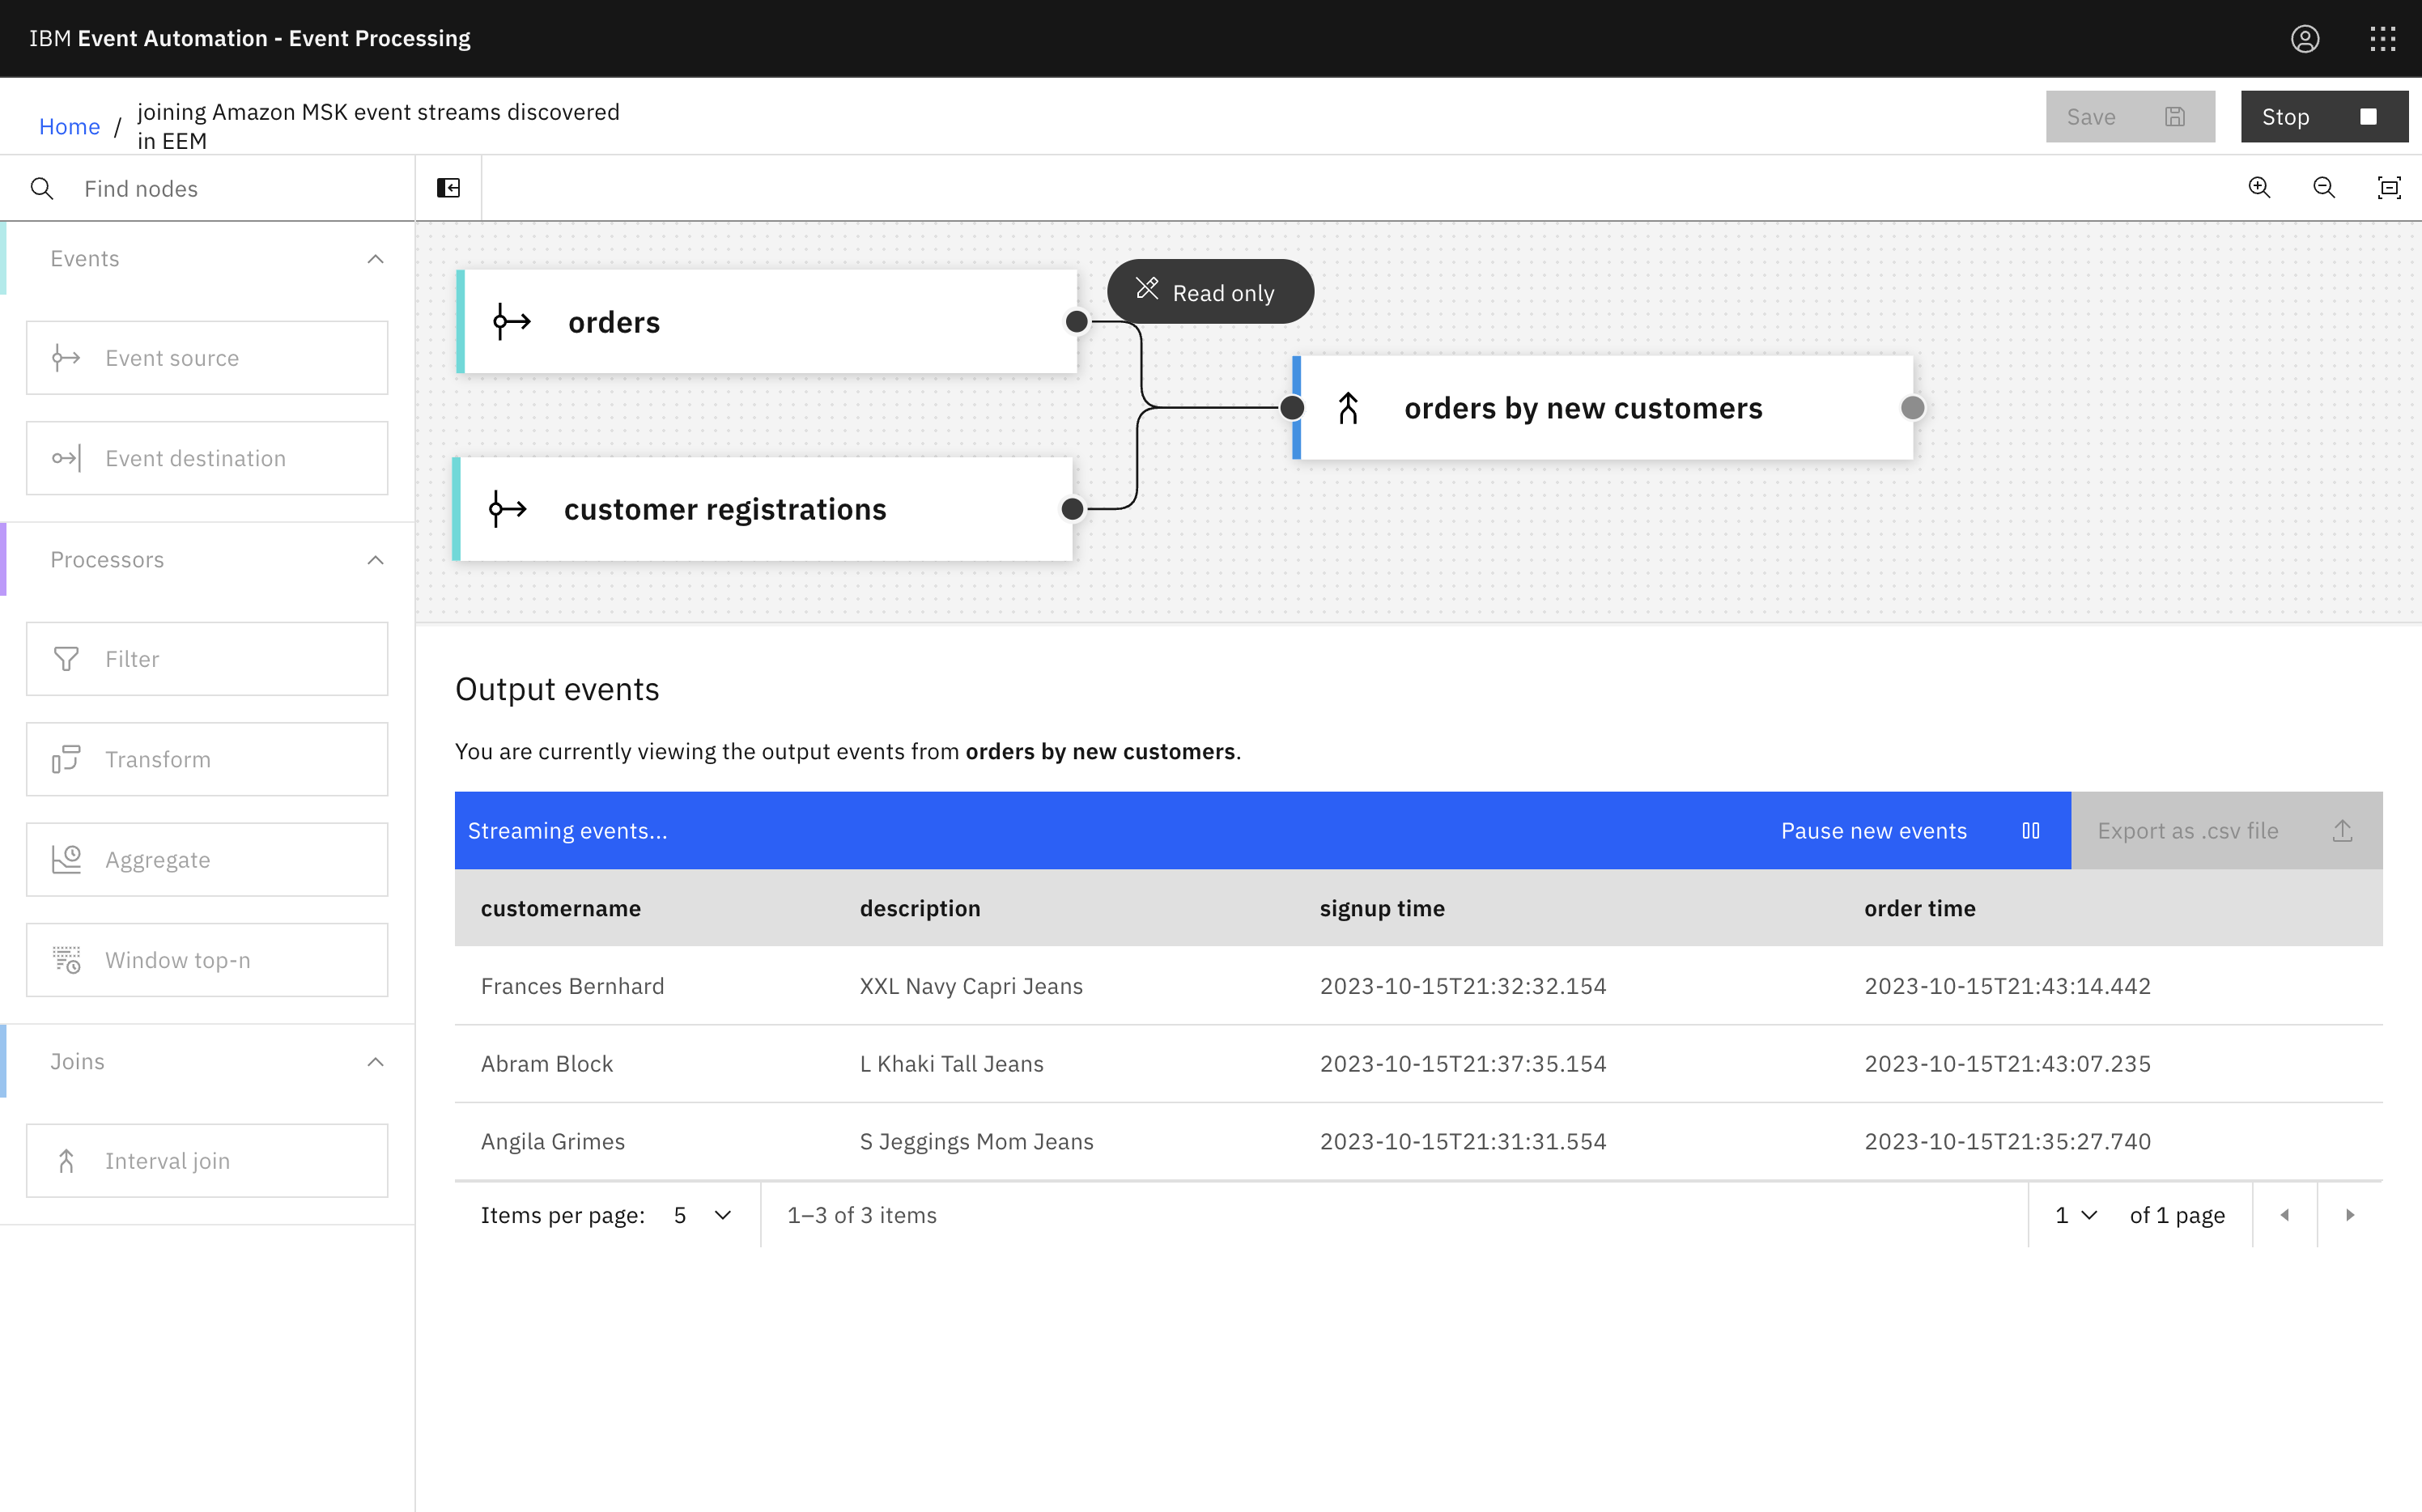 IBM Event Automation - Event Processing
Home / joining Amazon MSK event streams discovered
in EEM
Save
Stop
Find nodes
Events
Event source
Event destination
Processors
Filter
Transform
Aggregate
Window top-n
Joins
Interval join
orders
Read only
orders by new customers
customer registrations
Output events
You are currently viewing the output events from orders by new customers.
Streaming events... Pause new events Export as .csv file
customername description signup time order time
Frances Bernhard XXL Navy Capri Jeans 2023-10-15T21:32:32.154 2023-10-15T21:43:14.442
Abram Block L Khaki Tall Jeans 2023-10-15T21:37:35.154 2023-10-15T21:43:07.235
Angila Grimes S Jeggings Mom Jeans 2023-10-15T21:31:31.554 2023-10-15T21:35:27.740
Items per page: 5 1–3 of 3 items 1 of 1 page